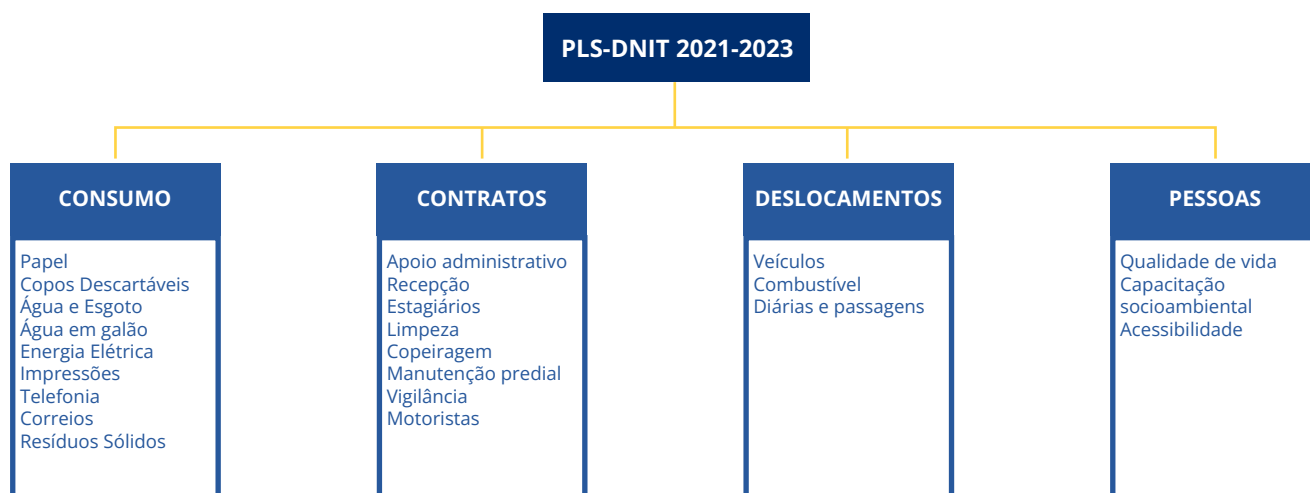 PLS-DNIT 2021-2023
CONSUMO
Papel
Copos Descartáveis
Água e Esgoto
Água em galão
Energia Elétrica
Impressões
Telefonia
Correios
Resíduos Sólidos
CONTRATOS
Apoio administrativo
Recepção
Estagiários
Limpeza
Copeiragem
Manutenção predial
Vigilância
Motoristas
DESLOCAMENTOS
Veículos
Combustível
Diárias e passagens
PESSOAS
Qualidade de vida
Capacitação
socioambiental
Acessibilidade